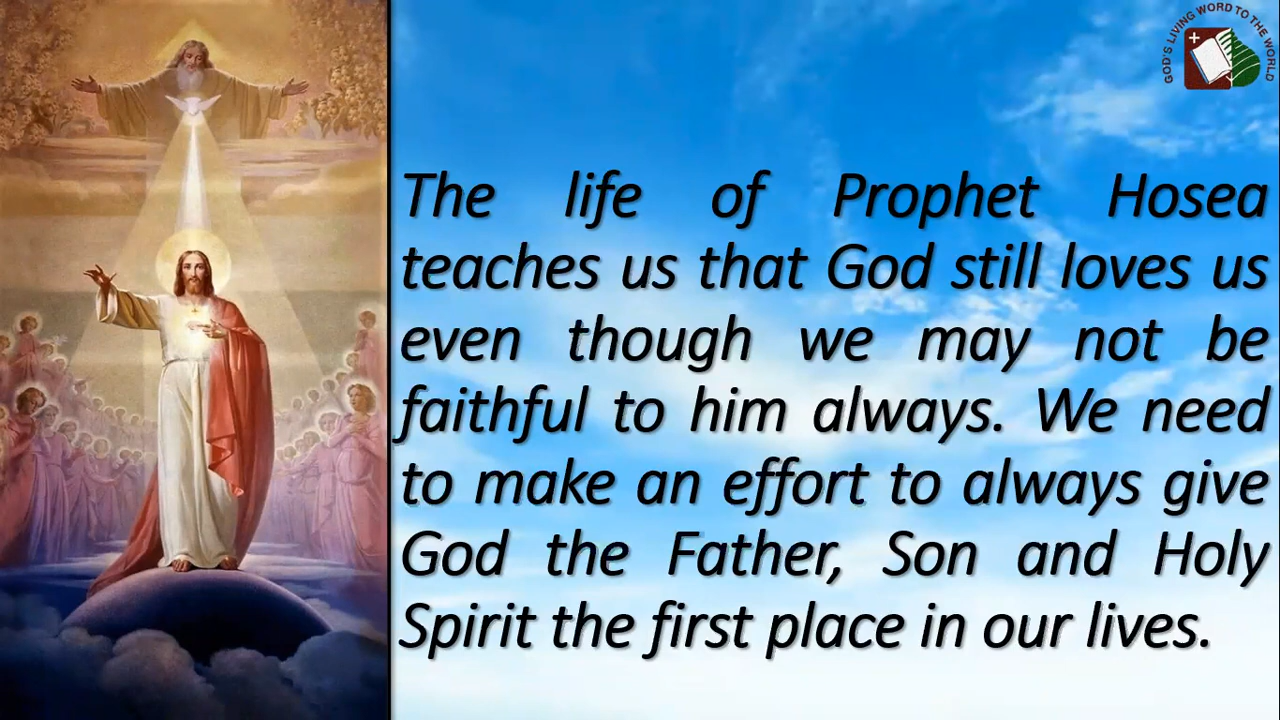 GOD'S LIVING WORD TO THE WORLD
The life of Prophet Hosea
teaches us that God still loves us
even though we may not be
faithful to him always. We need
to make an effort to always give
God the Father, Son and Holy
Spirit the first place in our lives.